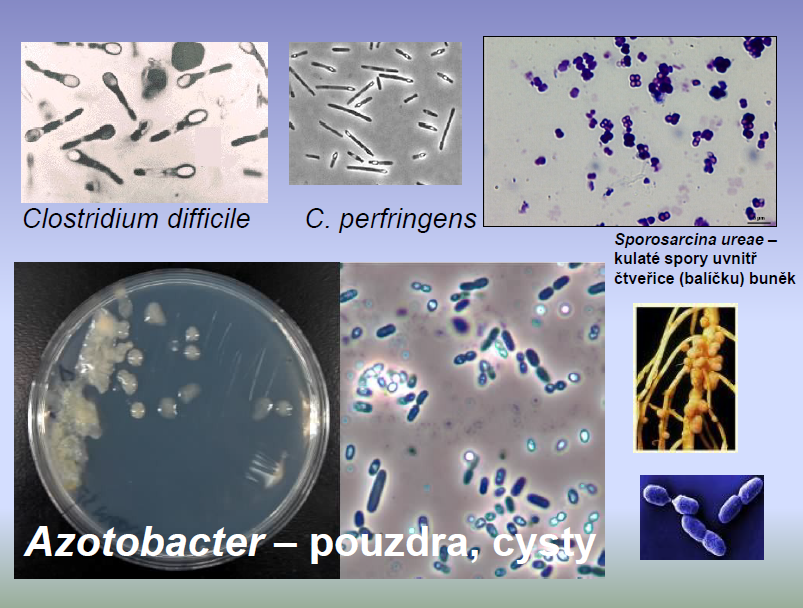 Clostridium difficile
C. perfringens
Sporosarcina ureae –
kulaté spory uvnitř
čtveřice (balíčku) buněk
Azotobacter – pouzdra, cysty